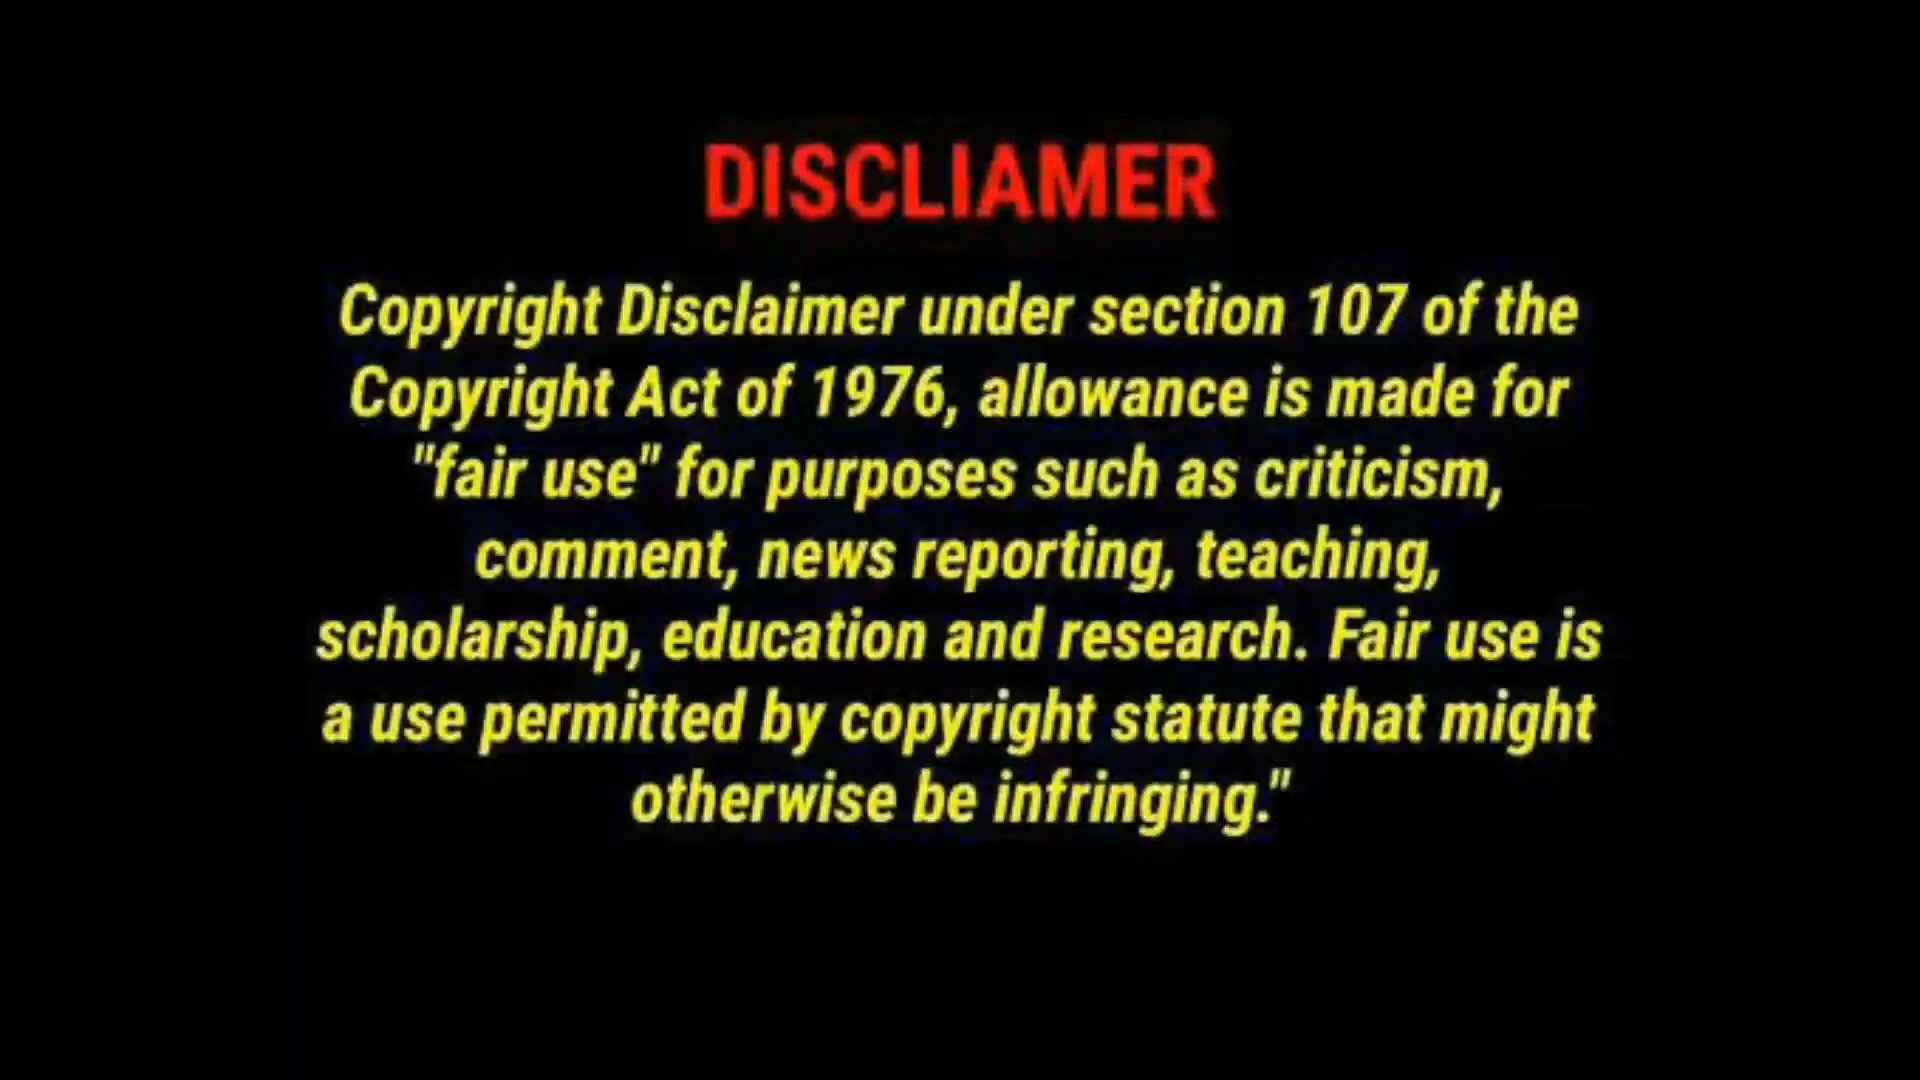 DISCLIAMER
Copyright Disclaimer under section 107 of the
Copyright Act of 1976, allowance is made for
"fair use" for purposes such as criticism,
comment, news reporting, teaching,
scholarship, education and research. Fair use is
a use permitted by copyright statute that might
otherwise be infringing."